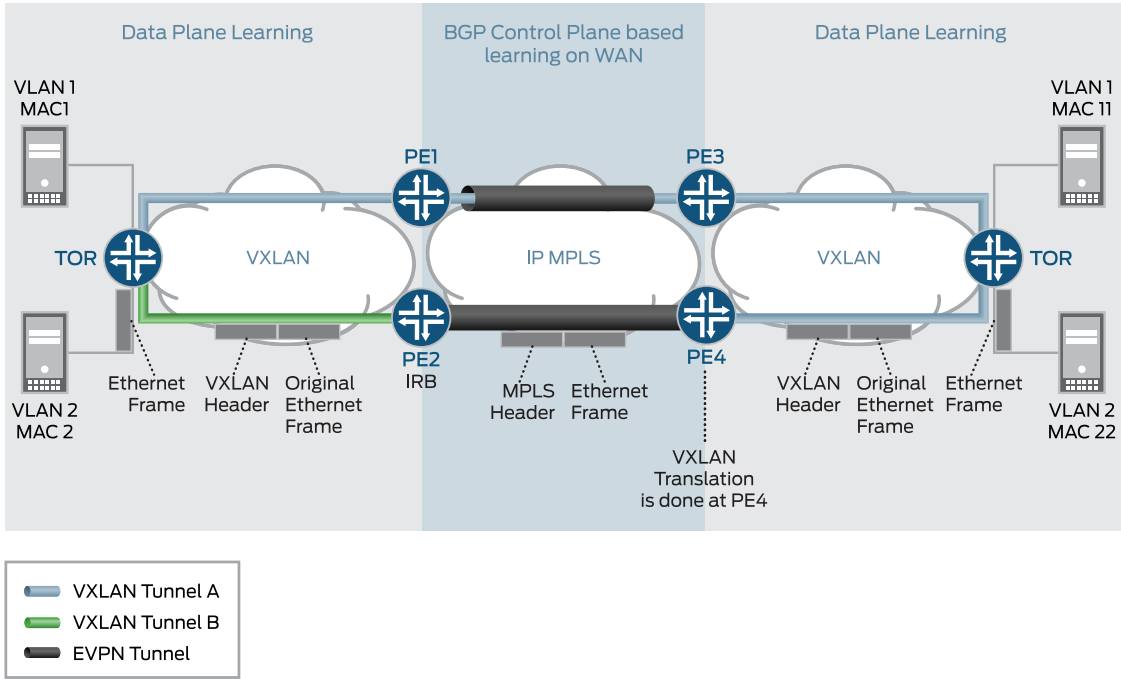 Data Plane Learning
BGP Control Plane based
learning on WAN
Data Plane Learning
VLAN 1
MAC1
VLAN 1
MAC 11
PE1
PE3
TOR
VXLAN
IP MPLS
VXLAN
TOR
PE2
IRB
PE4
VLAN 2
MAC 2
Ethernet
Frame
VXLAN
Header
Original
Ethernet
Frame
MPLS
Header
Ethernet
Frame
VXLAN
Header
Original
Ethernet
Frame
Ethernet
Frame
VLAN 2
MAC 22
VXLAN
Translation
is done at PE4
VXLAN Tunnel A
VXLAN Tunnel B
EVPN Tunnel